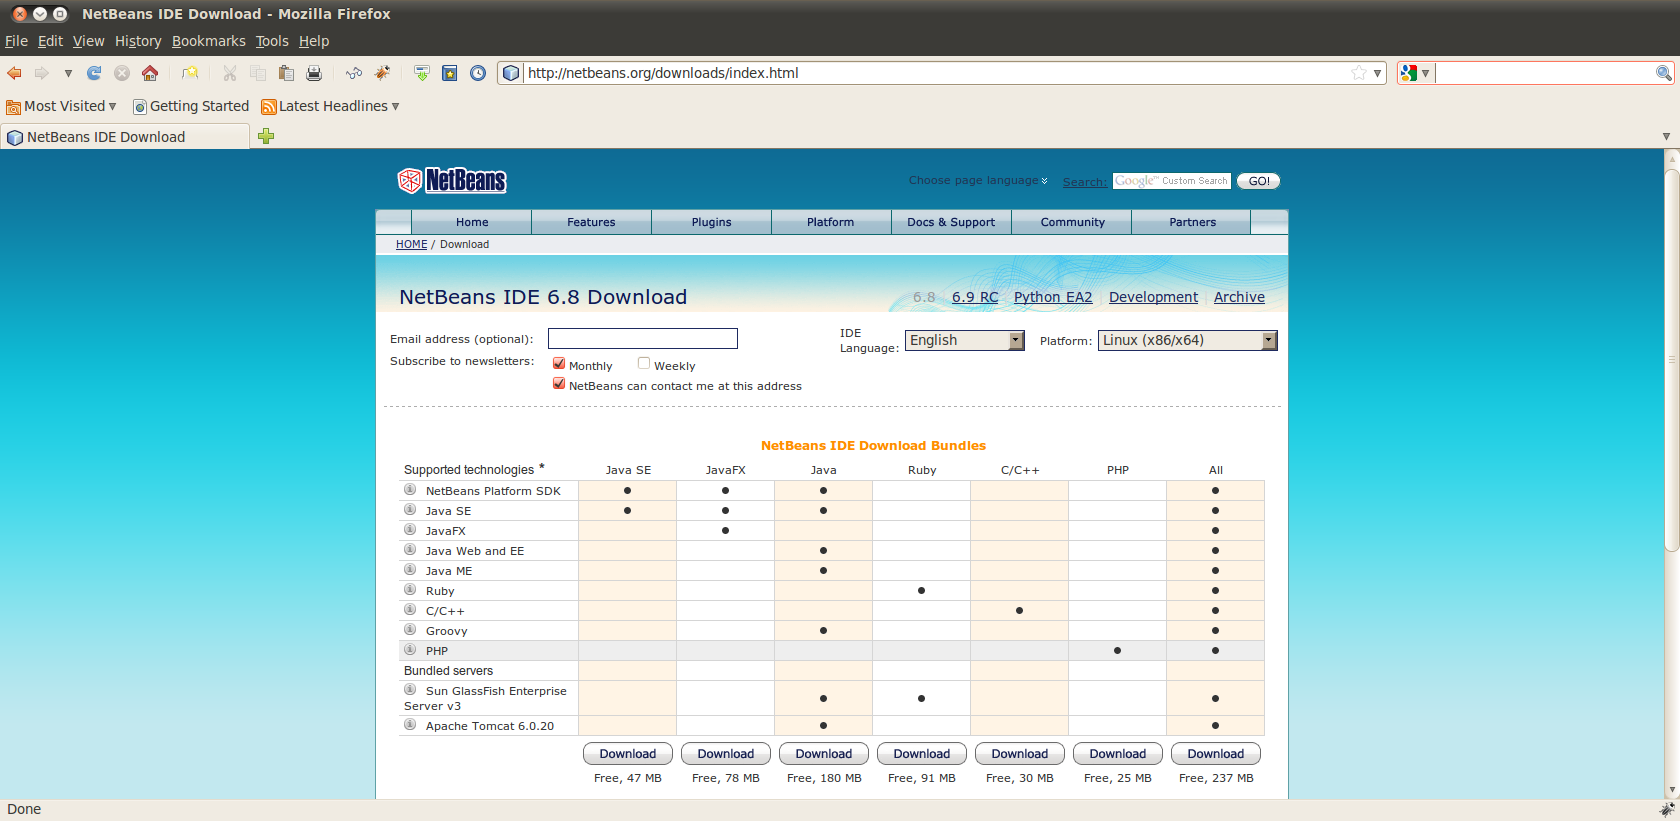 NetBeans IDE Download - Mozilla Firefox
File Edit View History Bookmarks Tools Help
http://netbeans.org/downloads/index.html
Most Visited Getting Started Latest Headlines
NetBeans IDE Download
NetBeans Choose page language Search: Google™ Custom Search GO!
Home Features Plugins Platform Docs & Support Community Partners
HOME / Download
NetBeans IDE 6.8 Download 6.8 6.9 RC Python EA2 Development Archive
Email address (optional): IDE Language: English Platform: Linux (x86/x64)
Subscribe to newsletters: Monthly Weekly
NetBeans can contact me at this address
NetBeans IDE Download Bundles
Supported technologies * Java SE JavaFX Java Ruby C/C++ PHP All
NetBeans Platform SDK • • • •
Java SE • • • •
JavaFX • •
Java Web and EE • •
Java ME • •
Ruby • •
C/C++ • •
Groovy • •
PHP • •
Bundled servers
Sun GlassFish Enterprise
Server v3 • • •
Apache Tomcat 6.0.20 • •
Download Download Download Download Download Download Download
Free, 47 MB Free, 78 MB Free, 180 MB Free, 91 MB Free, 30 MB Free, 25 MB Free, 237 MB
Done